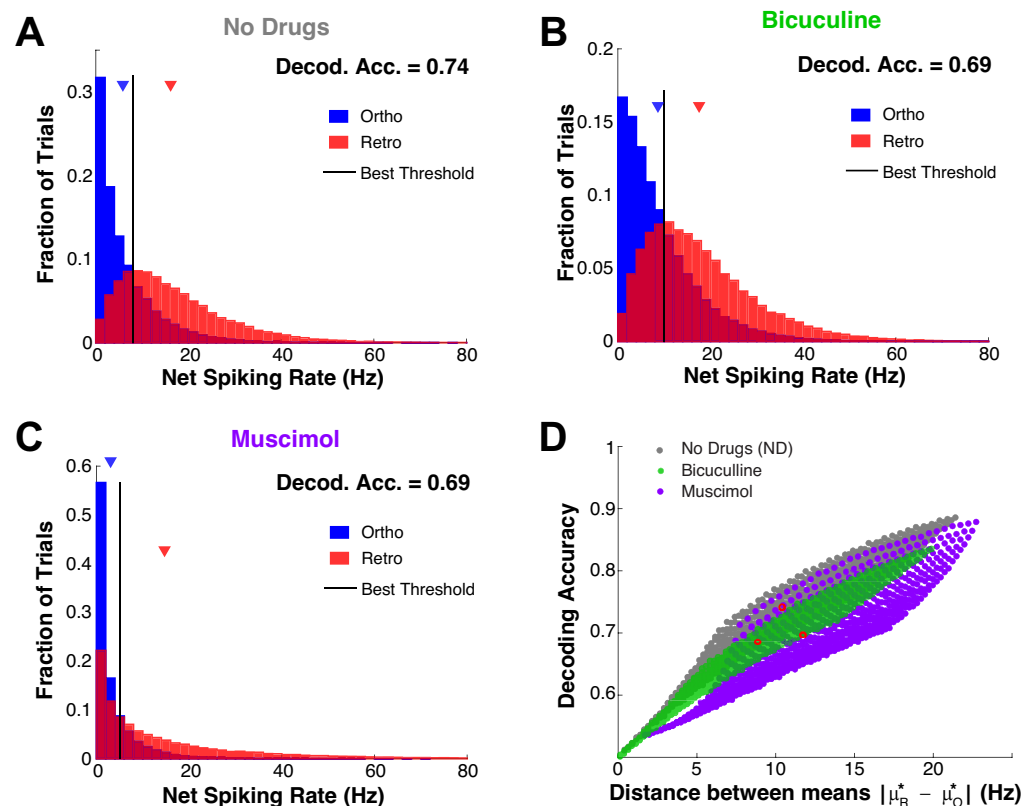 A
No Drugs
Decod. Acc. = 0.74
Ortho
Retro
Best Threshold
Fraction of Trials
0.3
0.2
0.1
0
0
20
40
60
80
Net Spiking Rate (Hz)
B
Bicuculine
Decod. Acc. = 0.69
Ortho
Retro
Best Threshold
Fraction of Trials
0.2
0.15
0.1
0.05
0
0
20
40
60
80
Net Spiking Rate (Hz)
C
Muscimol
Decod. Acc. = 0.69
Ortho
Retro
Best Threshold
Fraction of Trials
0.6
0.5
0.4
0.3
0.2
0.1
0
0
20
40
60
80
Net Spiking Rate (Hz)
D
No Drugs (ND)
Bicuculline
Muscimol
Decoding Accuracy
1
0.9
0.8
0.7
0.6
0
5
10
15
20
Distance between means |μ*R − μ*O| (Hz)